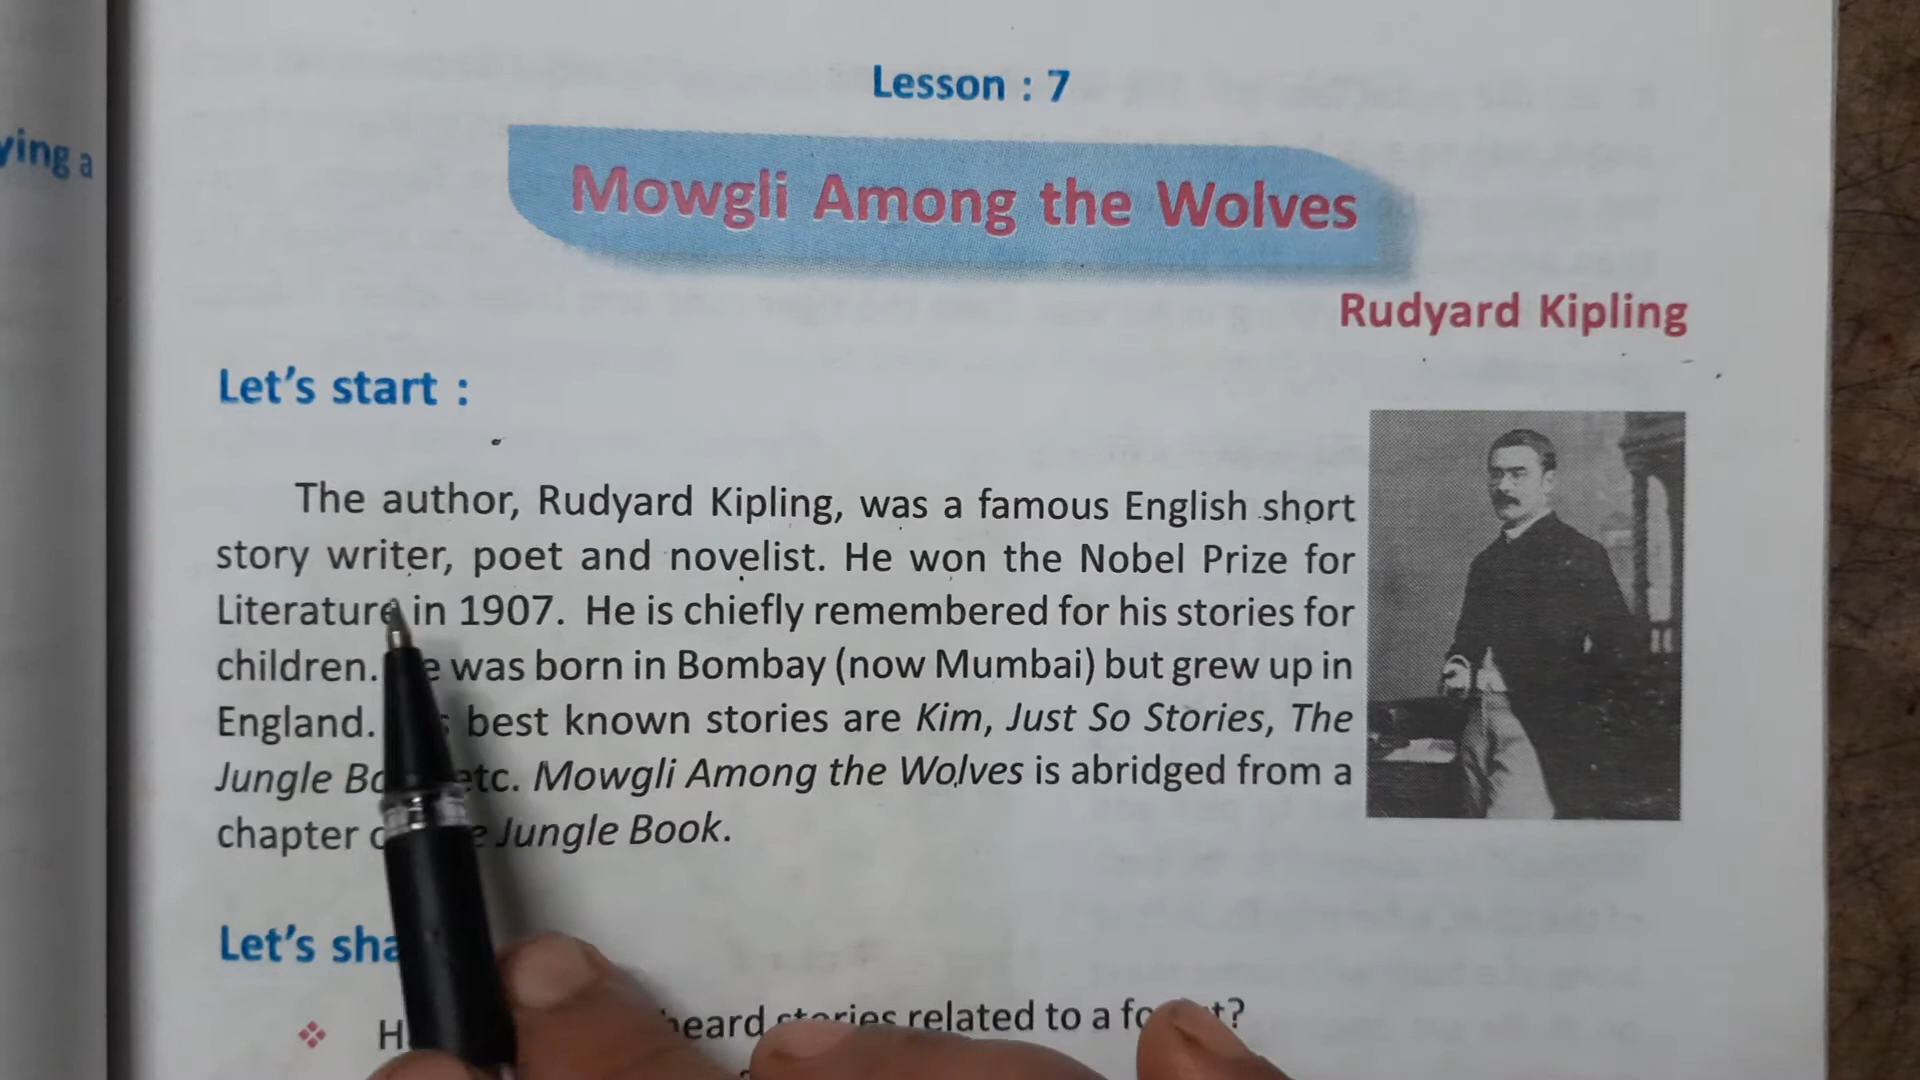 ying a
Lesson : 7
Mowgli Among the Wolves
Rudyard Kipling
Let's start :
The author, Rudyard Kipling, was a famous English short
story writer, poet and novelist. He won the Nobel Prize for
Literature in 1907. He is chiefly remembered for his stories for
children. was born in Bombay (now Mumbai) but grew up in
England. best known stories are Kim, Just So Stories, The
Jungle etc. Mowgli Among the Wolves is abridged from a
chapter Jungle Book.
Let's
heard stories related to a